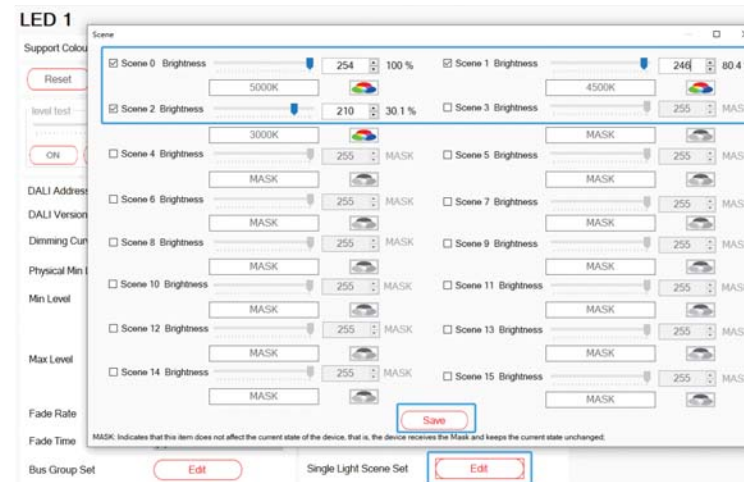 LED 1
Scene
Support Colou
Reset
level test
ON
DALI Address
DALI Version
Dimming Cur
Physical Min L
Min Level
Max Level
Fade Rate
Fade Time
Bus Group Set
Edit
Single Light Scene Set
Edit
Scene 0 Brightness 254 100 % Scene 1 Brightness 246 80.4
5000K 4500K
Scene 2 Brightness 210 30.1 % Scene 3 Brightness 255 MAS
3000K MASK
Scene 4 Brightness 255 MASK Scene 5 Brightness 255 MAS
MASK MASK
Scene 6 Brightness 255 MASK Scene 7 Brightness 255 MAS
MASK MASK
Scene 8 Brightness 255 MASK Scene 9 Brightness 255 MAS
MASK MASK
Scene 10 Brightness 255 MASK Scene 11 Brightness 255 MAS
MASK MASK
Scene 12 Brightness 255 MASK Scene 13 Brightness 255 MAS
MASK MASK
Scene 14 Brightness 255 MASK Scene 15 Brightness 255 MAS
MASK MASK
Save
MASK: Indicates that this item does not affect the current state of the device, that is, the device receives the Mask and keeps the current state unchanged;